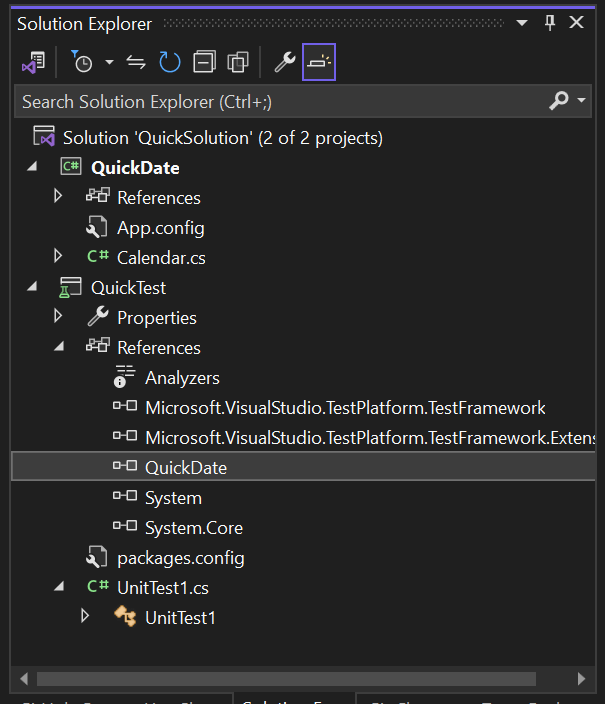 Solution Explorer
Search Solution Explorer (Ctrl+;)
Solution 'QuickSolution' (2 of 2 projects)
C# QuickDate
References
App.config
C# Calendar.cs
QuickTest
Properties
References
Analyzers
Microsoft.VisualStudio.TestPlatform.TestFramework
Microsoft.VisualStudio.TestPlatform.TestFramework.Extens
QuickDate
System
System.Core
packages.config
C# UnitTest1.cs
UnitTest1